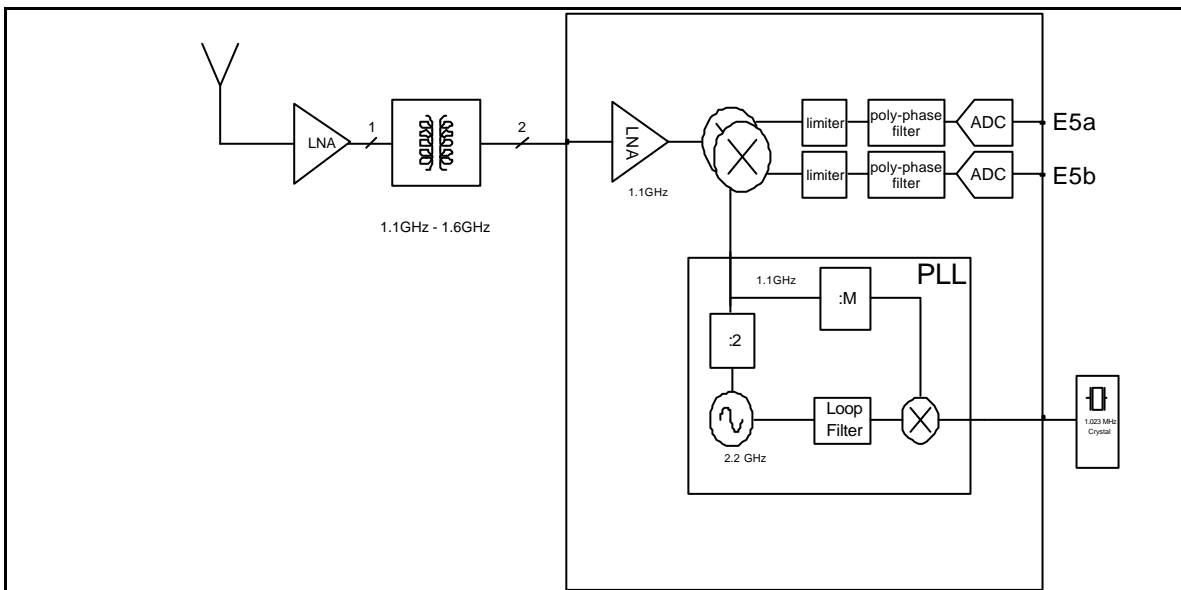 LNA
1
2
1.1GHz - 1.6GHz
LNA
1.1GHz
limiter
poly-phase
filter
ADC
E5a
limiter
poly-phase
filter
ADC
E5b
PLL
1.1GHz
:M
:2
Loop
Filter
2.2 GHz
1.023 MHz
Crystal